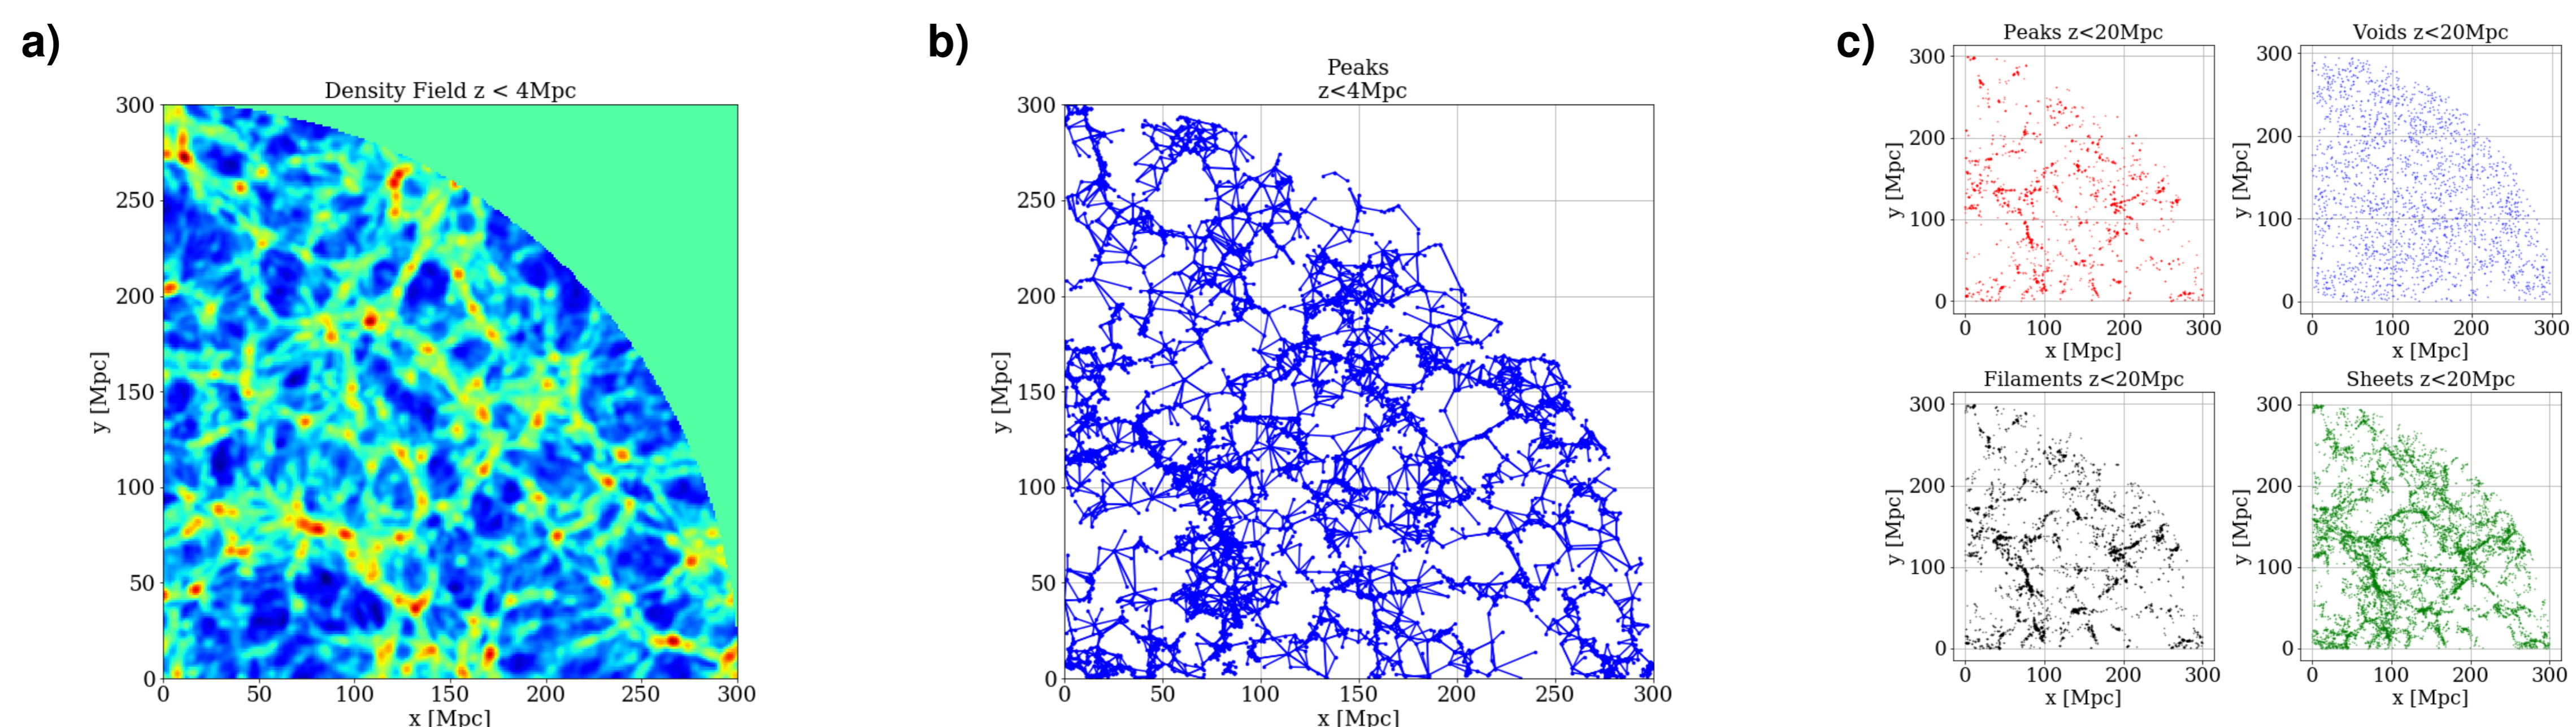 a)
Density Field z < 4Mpc
300
250
200
150
100
50
0
y [Mpc]
0 50 100 150 200 250 300
x [Mpc]
b)
Peaks
z<4Mpc
300
250
200
150
100
50
0
y [Mpc]
0 50 100 150 200 250 300
x [Mpc]
c)
Peaks z<20Mpc
300
200
100
0
y [Mpc]
0 100 200 300
x [Mpc]
Voids z<20Mpc
300
200
100
0
y [Mpc]
0 100 200 300
x [Mpc]
Filaments z<20Mpc
300
200
100
0
y [Mpc]
0 100 200 300
x [Mpc]
Sheets z<20Mpc
300
200
100
0
y [Mpc]
0 100 200 300
x [Mpc]